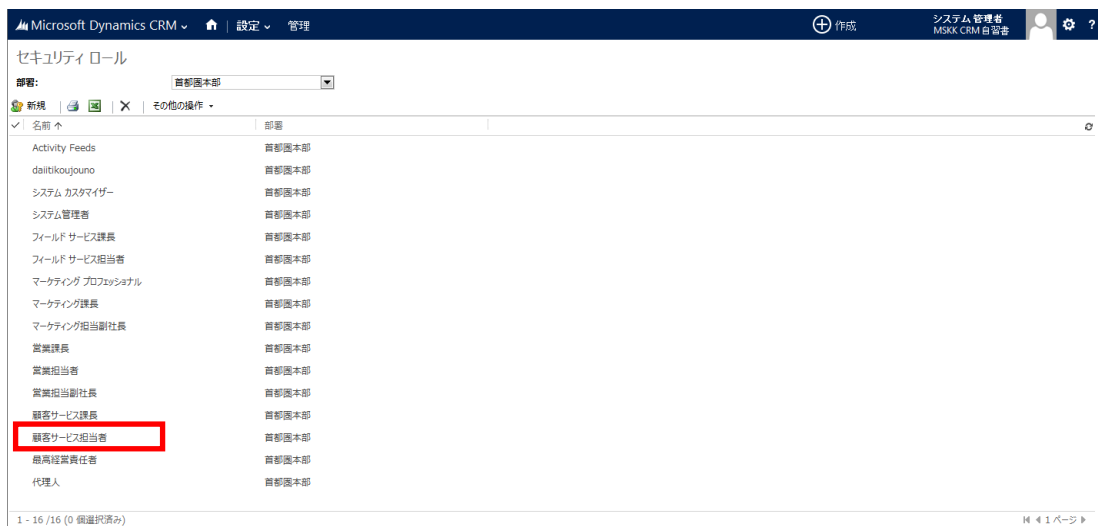 Microsoft Dynamics CRM 設定 管理 作成 システム 管理者
MSKK CRM 自習書 ?
セキュリティ ロール
部署: 首都圏本部
新規 その他の操作
名前 部署
Activity Feeds 首都圏本部
daiitikoujouno 首都圏本部
システム カスタマイザー 首都圏本部
システム管理者 首都圏本部
フィールド サービス課長 首都圏本部
フィールド サービス担当者 首都圏本部
マーケティング プロフェッショナル 首都圏本部
マーケティング課長 首都圏本部
マーケティング担当副社長 首都圏本部
営業課長 首都圏本部
営業担当者 首都圏本部
営業担当副社長 首都圏本部
顧客サービス課長 首都圏本部
顧客サービス担当者 首都圏本部
最高経営責任者 首都圏本部
代理人 首都圏本部
1 - 16 /16 (0 個選択済み) 1 ページ